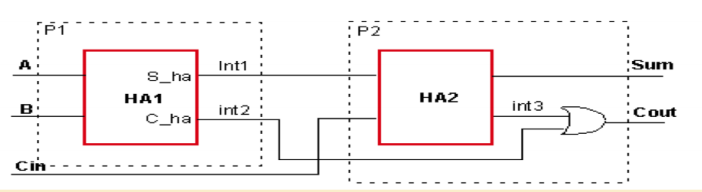 P1
P2
A
S_ha
Int1
Sum
HA1
HA2
B
C_ha
int2
int3
Cout
Cin